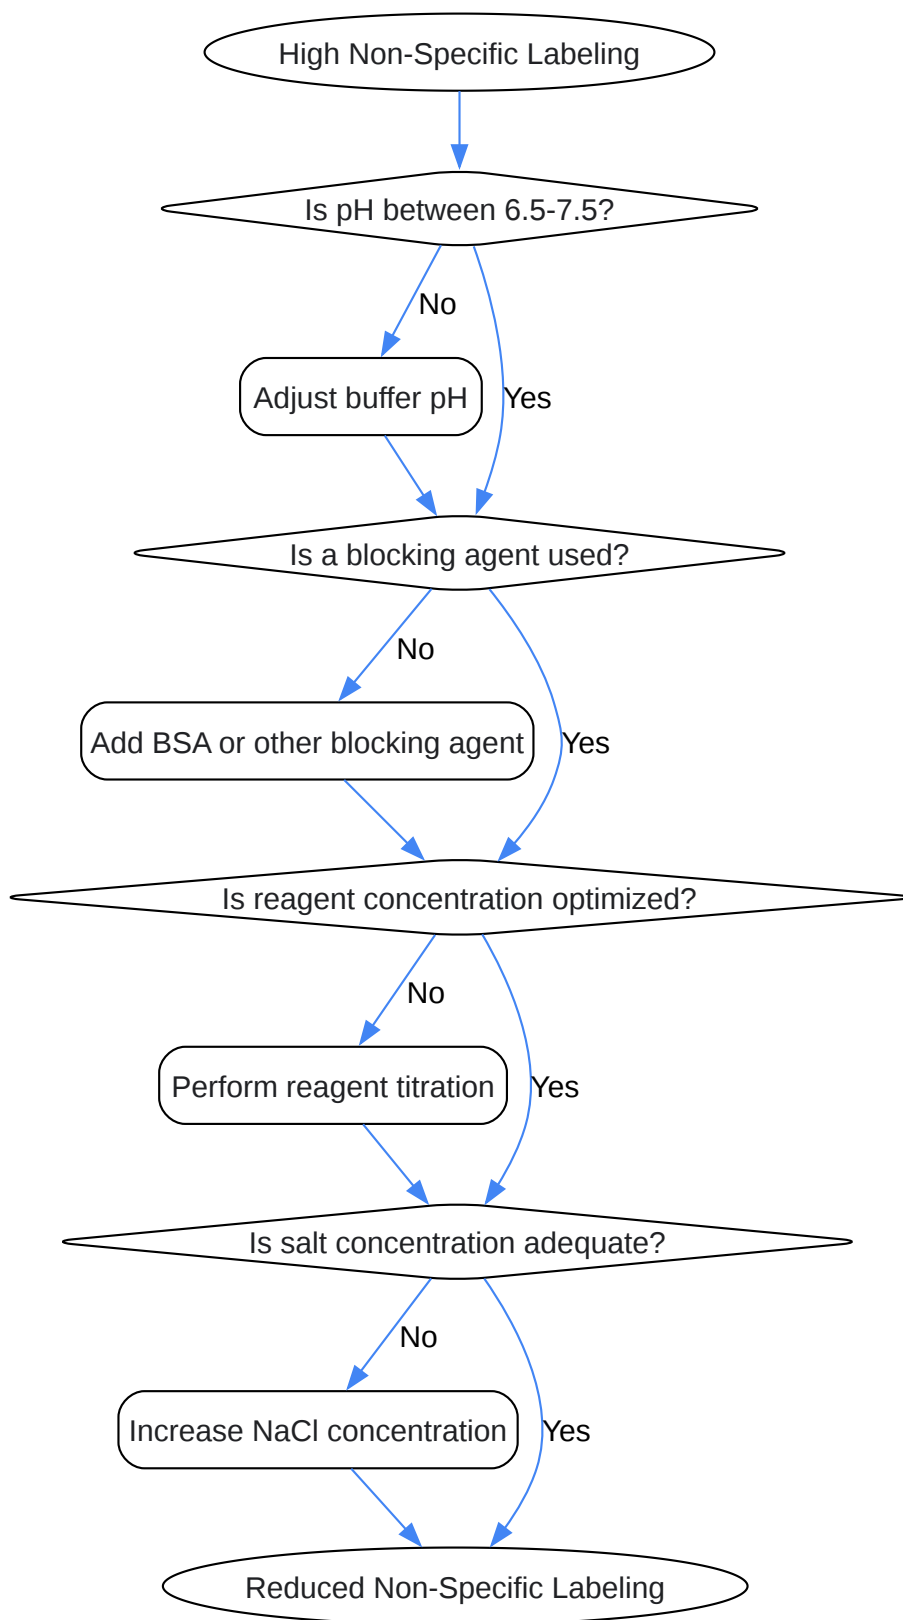 High Non-Specific Labeling
Is pH between 6.5-7.5?
No
Adjust buffer pH
Yes
Is a blocking agent used?
No
Add BSA or other blocking agent
Yes
Is reagent concentration optimized?
No
Perform reagent titration
Yes
Is salt concentration adequate?
No
Increase NaCl concentration
Yes
Reduced Non-Specific Labeling